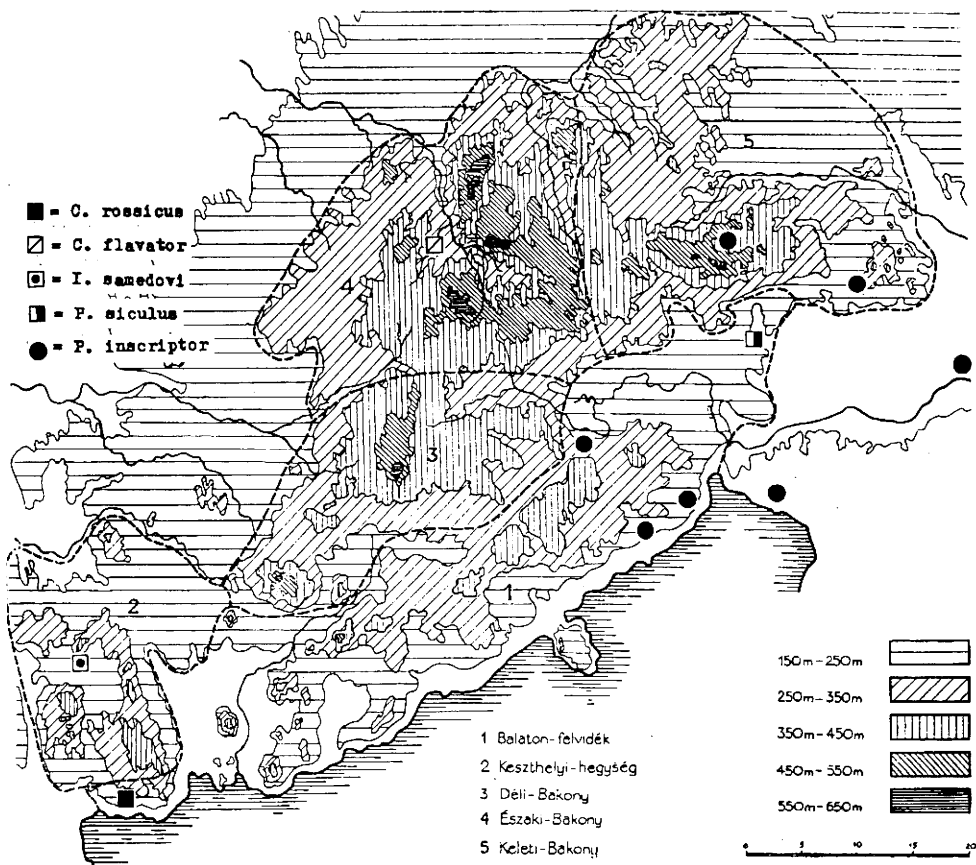 ■ = C. rossicus
= C. flavator
= I. samedovi
= P. siculus
● = P. inscriptor
5
4
3
2
1
1 Balaton-felvidék
2 Keszthelyi-hegység
3 Déli-Bakony
4 Északi-Bakony
5 Keleti-Bakony
150m-250m
250m-350m
350m-450m
450m-550m
550m-650m
0 5 10 15 20